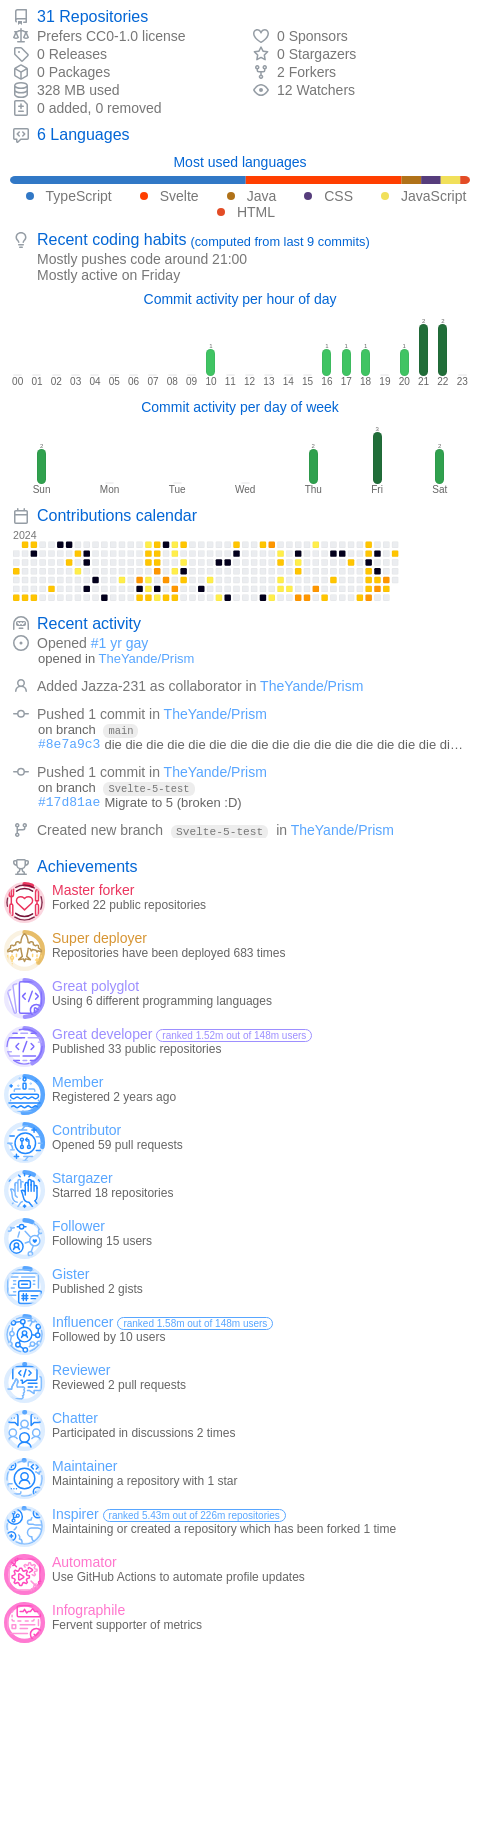 31 Repositories
Prefers CC0-1.0 license
0 Sponsors
0 Releases
0 Stargazers
0 Packages
2 Forkers
328 MB used
12 Watchers
0 added, 0 removed
6 Languages
Most used languages
TypeScript Svelte Java CSS JavaScript
HTML
Recent coding habits (computed from last 9 commits)
Mostly pushes code around 21:00
Mostly active on Friday
Commit activity per hour of day
1 1 1 1 1 2 2
00 01 02 03 04 05 06 07 08 09 10 11 12 13 14 15 16 17 18 19 20 21 22 23
Commit activity per day of week
2 2 3 2
Sun Mon Tue Wed Thu Fri Sat
Contributions calendar
2024
Recent activity
Opened #1 yr gay
opened in TheYande/Prism
Added Jazza-231 as collaborator in TheYande/Prism
Pushed 1 commit in TheYande/Prism
on branch main
#8e7a9c3 die die die die die die die die die die die die die die die die di…
Pushed 1 commit in TheYande/Prism
on branch Svelte-5-test
#17d81ae Migrate to 5 (broken :D)
Created new branch Svelte-5-test in TheYande/Prism
Achievements
Master forker
Forked 22 public repositories
Super deployer
Repositories have been deployed 683 times
Great polyglot
Using 6 different programming languages
Great developer ranked 1.52m out of 148m users
Published 33 public repositories
Member
Registered 2 years ago
Contributor
Opened 59 pull requests
Stargazer
Starred 18 repositories
Follower
Following 15 users
Gister
Published 2 gists
Influencer ranked 1.58m out of 148m users
Followed by 10 users
Reviewer
Reviewed 2 pull requests
Chatter
Participated in discussions 2 times
Maintainer
Maintaining a repository with 1 star
Inspirer ranked 5.43m out of 226m repositories
Maintaining or created a repository which has been forked 1 time
Automator
Use GitHub Actions to automate profile updates
Infographile
Fervent supporter of metrics